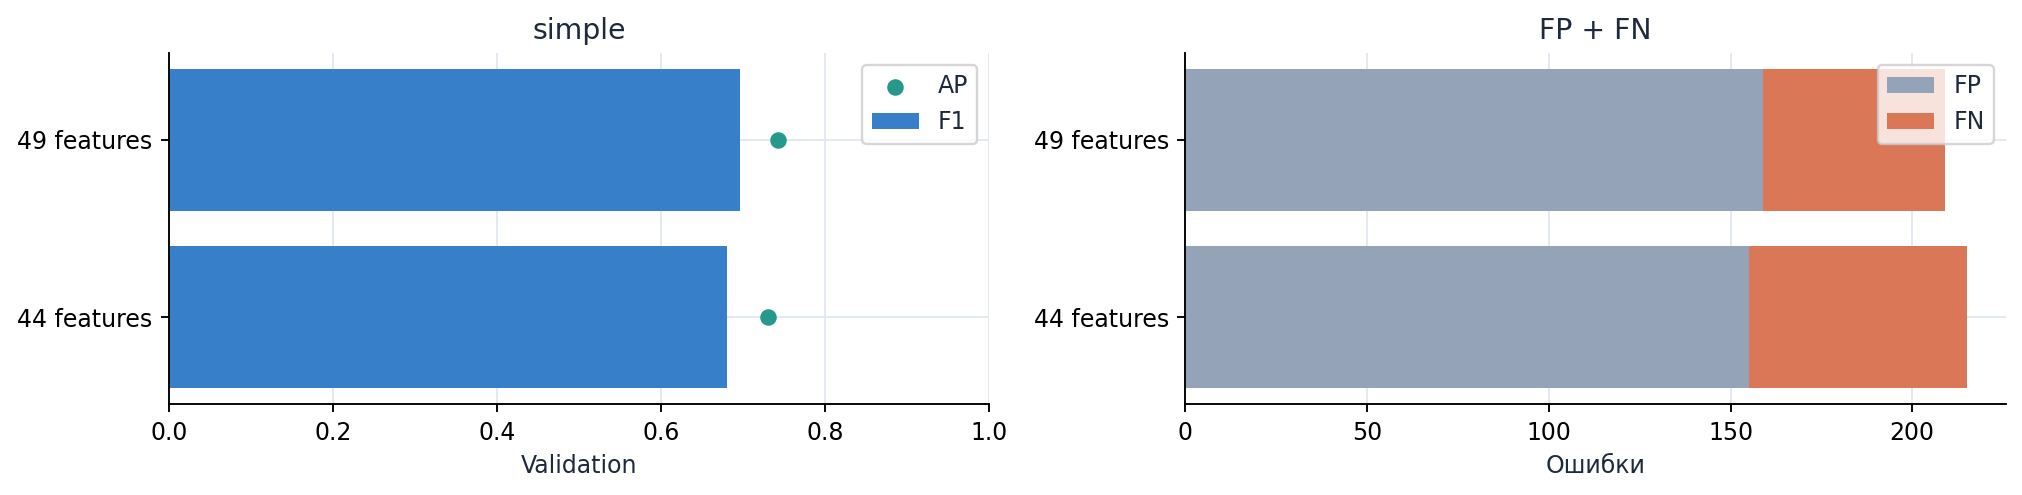 simple
AP
F1
49 features
44 features
0.0 0.2 0.4 0.6 0.8 1.0
Validation
FP + FN
FP
FN
49 features
44 features
0 50 100 150 200
Ошибки